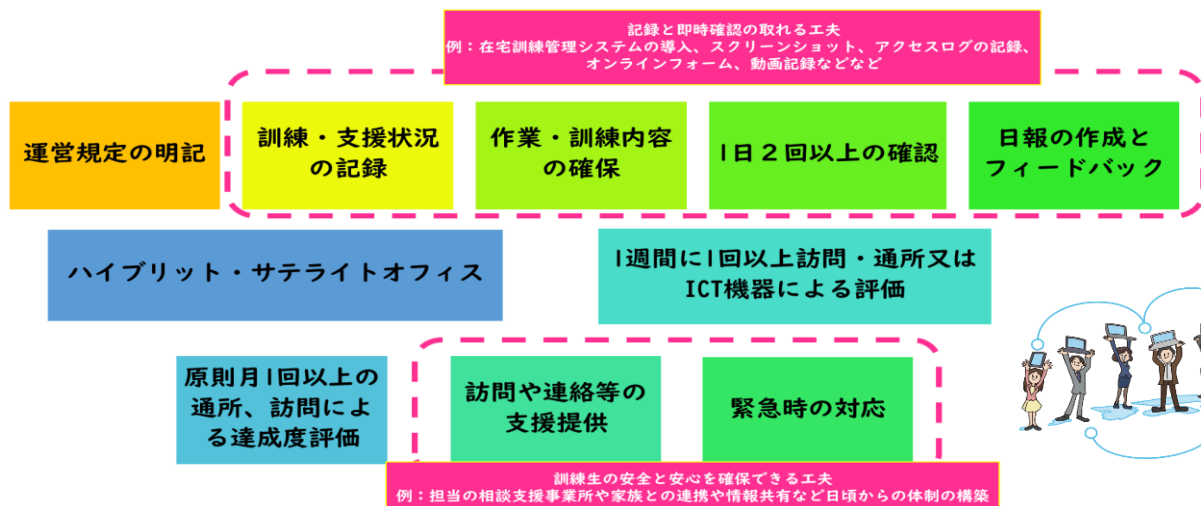 記録と即時確認の取れる工夫
例：在宅訓練管理システムの導入、スクリーンショット、アクセスログの記録、
オンラインフォーム、動画記録などなど
運営規定の明記
訓練・支援状況
の記録
作業・訓練内容
の確保
1日２回以上の確認
日報の作成と
フィードバック
ハイブリット・サテライトオフィス
1週間に1回以上訪問・通所又は
ICT機器による評価
原則月1回以上の
通所、訪問によ
る達成度評価
訪問や連絡等の
支援提供
緊急時の対応
訓練生の安全と安心を確保できる工夫
例：担当の相談支援事業所や家族との連携や情報共有など日頃からの体制の構築